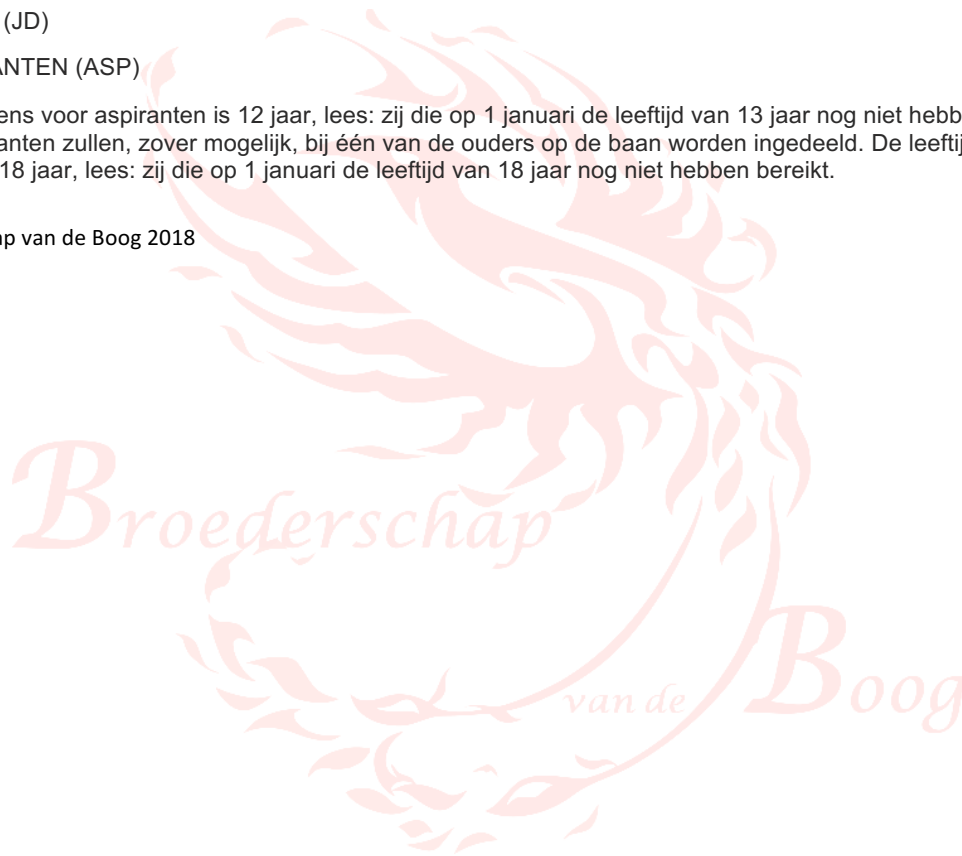 (JD)
ANTEN (ASP)
ens voor aspiranten is 12 jaar, lees: zij die op 1 januari de leeftijd van 13 jaar nog niet hebb
anten zullen, zover mogelijk, bij één van de ouders op de baan worden ingedeeld. De leeftij
18 jaar, lees: zij die op 1 januari de leeftijd van 18 jaar nog niet hebben bereikt.
ap van de Boog 2018
Broederschap
van de Boog